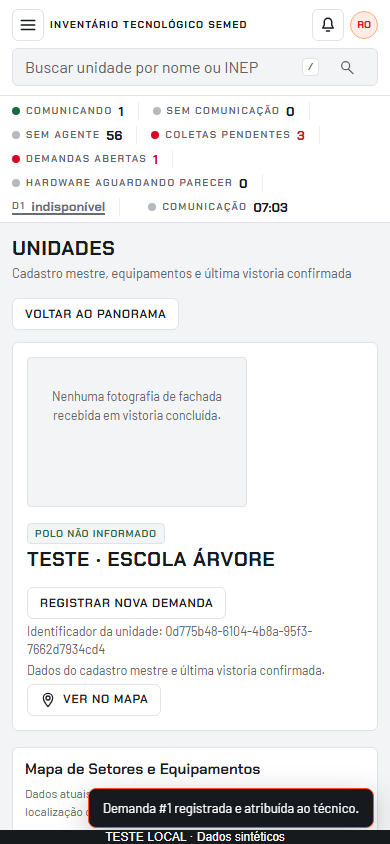 INVENTÁRIO TECNOLÓGICO SEMED
RO
Buscar unidade por nome ou INEP
/
COMUNICANDO 1
SEM COMUNICAÇÃO 0
SEM AGENTE 56
COLETAS PENDENTES 3
DEMANDAS ABERTAS 1
HARDWARE AGUARDANDO PARECER 0
D1 indisponível
COMUNICAÇÃO 07:03
UNIDADES
Cadastro mestre, equipamentos e última vistoria confirmada
VOLTAR AO PANORAMA
Nenhuma fotografia de fachada
recebida em vistoria concluída.
POLO NÃO INFORMADO
TESTE · ESCOLA ÁRVORE
REGISTRAR NOVA DEMANDA
Identificador da unidade: 0d775b48-6104-4b8a-95f3-
7662d7934cd4
Dados do cadastro mestre e última vistoria confirmada.
VER NO MAPA
Mapa de Setores e Equipamentos
Dados atuais
localização
Demanda #1 registrada e atribuída ao técnico.
TESTE LOCAL · Dados sintéticos